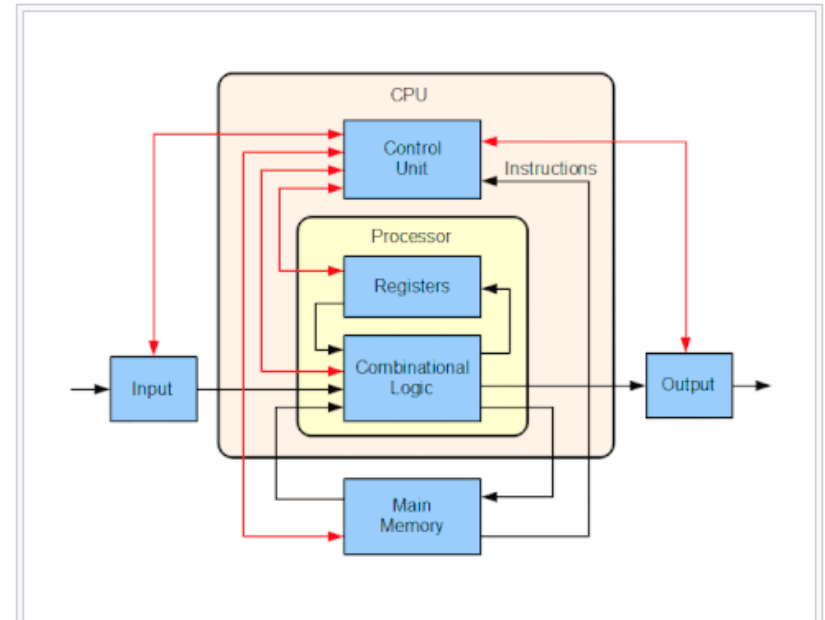 CPU
Control
Unit
Instructions
Processor
Registers
Combinational
Logic
Input
Output
Main
Memory